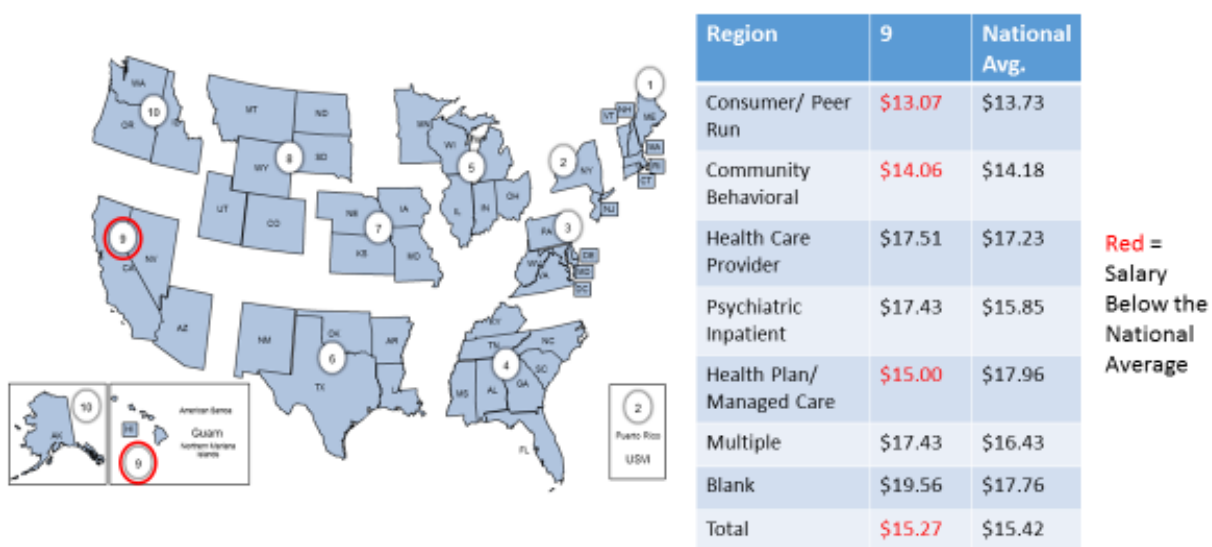 WA
10
OR
ID
MT
ND
WY
8
SD
UT
CO
9
CA
NV
AZ
NE
IA
7
KS
MO
MN
WI
5
IL
IN
OH
1
VT
NH
ME
MA
RI
CT
2
NY
NJ
PA
3
WV
VA
DE
MD
DC
NM
OK
AR
6
TX
LA
KY
TN
NC
4
SC
MS
AL
GA
FL
AK
10
HI
American Samoa
Guam
Northern Mariana
Islands
9
2
Puerto Rico
USVI
Region 9 National
Avg.
Consumer/ Peer $13.07 $13.73
Run
Community $14.06 $14.18
Behavioral
Health Care $17.51 $17.23
Provider
Psychiatric $17.43 $15.85
Inpatient
Health Plan/ $15.00 $17.96
Managed Care
Multiple $17.43 $16.43
Blank $19.56 $17.76
Total $15.27 $15.42
Red =
Salary
Below the
National
Average